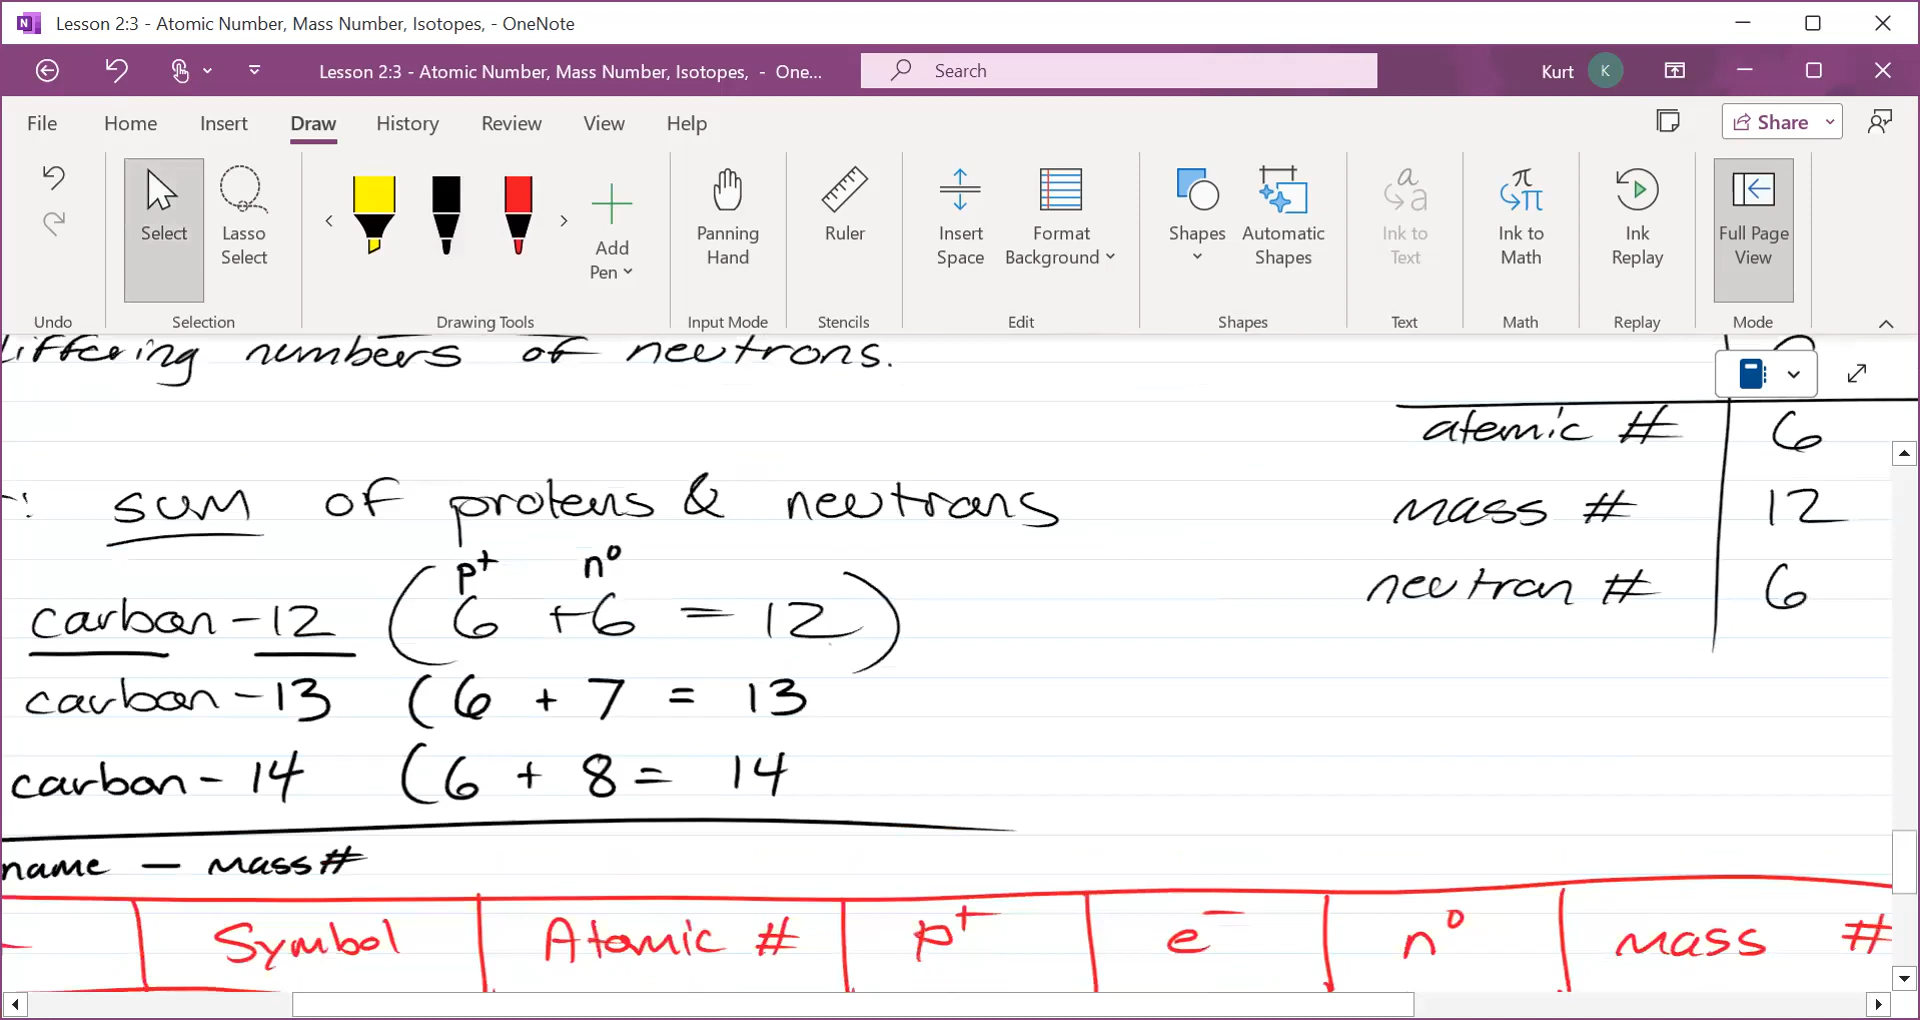 Lesson 2:3 - Atomic Number, Mass Number, Isotopes, - OneNote
Lesson 2:3 - Atomic Number, Mass Number, Isotopes, - One...
Search
Kurt K
File Home Insert Draw History Review View Help
Share
Select
Lasso Select
Add Pen
Panning Hand
Ruler
Insert Space
Format Background
Shapes
Automatic Shapes
Ink to Text
Ink to Math
Ink Replay
Full Page View
Undo Selection Drawing Tools Input Mode Stencils Edit Shapes Text Math Replay Mode
numbers of neutrons.
atomic # 6
: sum of protons & neutrons
mass # 12
p+ n0
neutron # 6
carbon - 12 (6 + 6 = 12)
carbon - 13 (6 + 7 = 13
carbon - 14 (6 + 8 = 14
name — mass #
Symbol Atomic # p+ e- n0 mass #